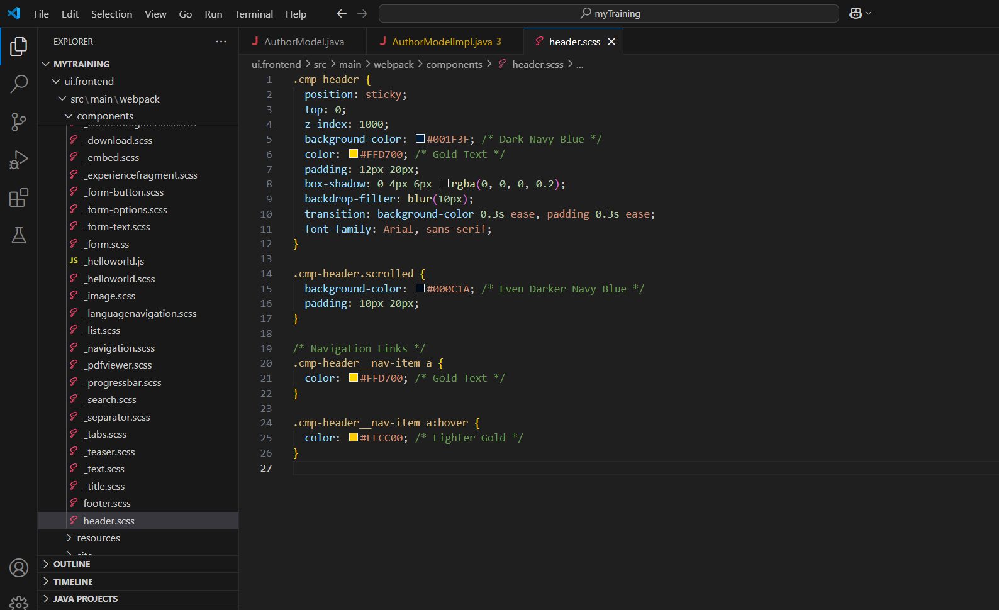 File Edit Selection View Go Run Terminal Help
myTraining
EXPLORER
MYTRAINING
ui.frontend
src\main\webpack
components
_contentfragmentlist.scss
_download.scss
_embed.scss
_experiencefragment.scss
_form-button.scss
_form-options.scss
_form-text.scss
_form.scss
JS _helloworld.js
_helloworld.scss
_image.scss
_languagenavigation.scss
_list.scss
_navigation.scss
_pdfviewer.scss
_progressbar.scss
_search.scss
_separator.scss
_tabs.scss
_teaser.scss
_text.scss
_title.scss
footer.scss
header.scss
resources
site
OUTLINE
TIMELINE
JAVA PROJECTS
J AuthorModel.java
J AuthorModelImpl.java 3
header.scss
ui.frontend > src > main > webpack > components > header.scss > ...
1 .cmp-header {
2 position: sticky;
3 top: 0;
4 z-index: 1000;
5 background-color: #001F3F; /* Dark Navy Blue */
6 color: #FFD700; /* Gold Text */
7 padding: 12px 20px;
8 box-shadow: 0 4px 6px rgba(0, 0, 0, 0.2);
9 backdrop-filter: blur(10px);
10 transition: background-color 0.3s ease, padding 0.3s ease;
11 font-family: Arial, sans-serif;
12 }
13
14 .cmp-header.scrolled {
15 background-color: #000C1A; /* Even Darker Navy Blue */
16 padding: 10px 20px;
17 }
18
19 /* Navigation Links */
20 .cmp-header__nav-item a {
21 color: #FFD700; /* Gold Text */
22 }
23
24 .cmp-header__nav-item a:hover {
25 color: #FFCC00; /* Lighter Gold */
26 }
27